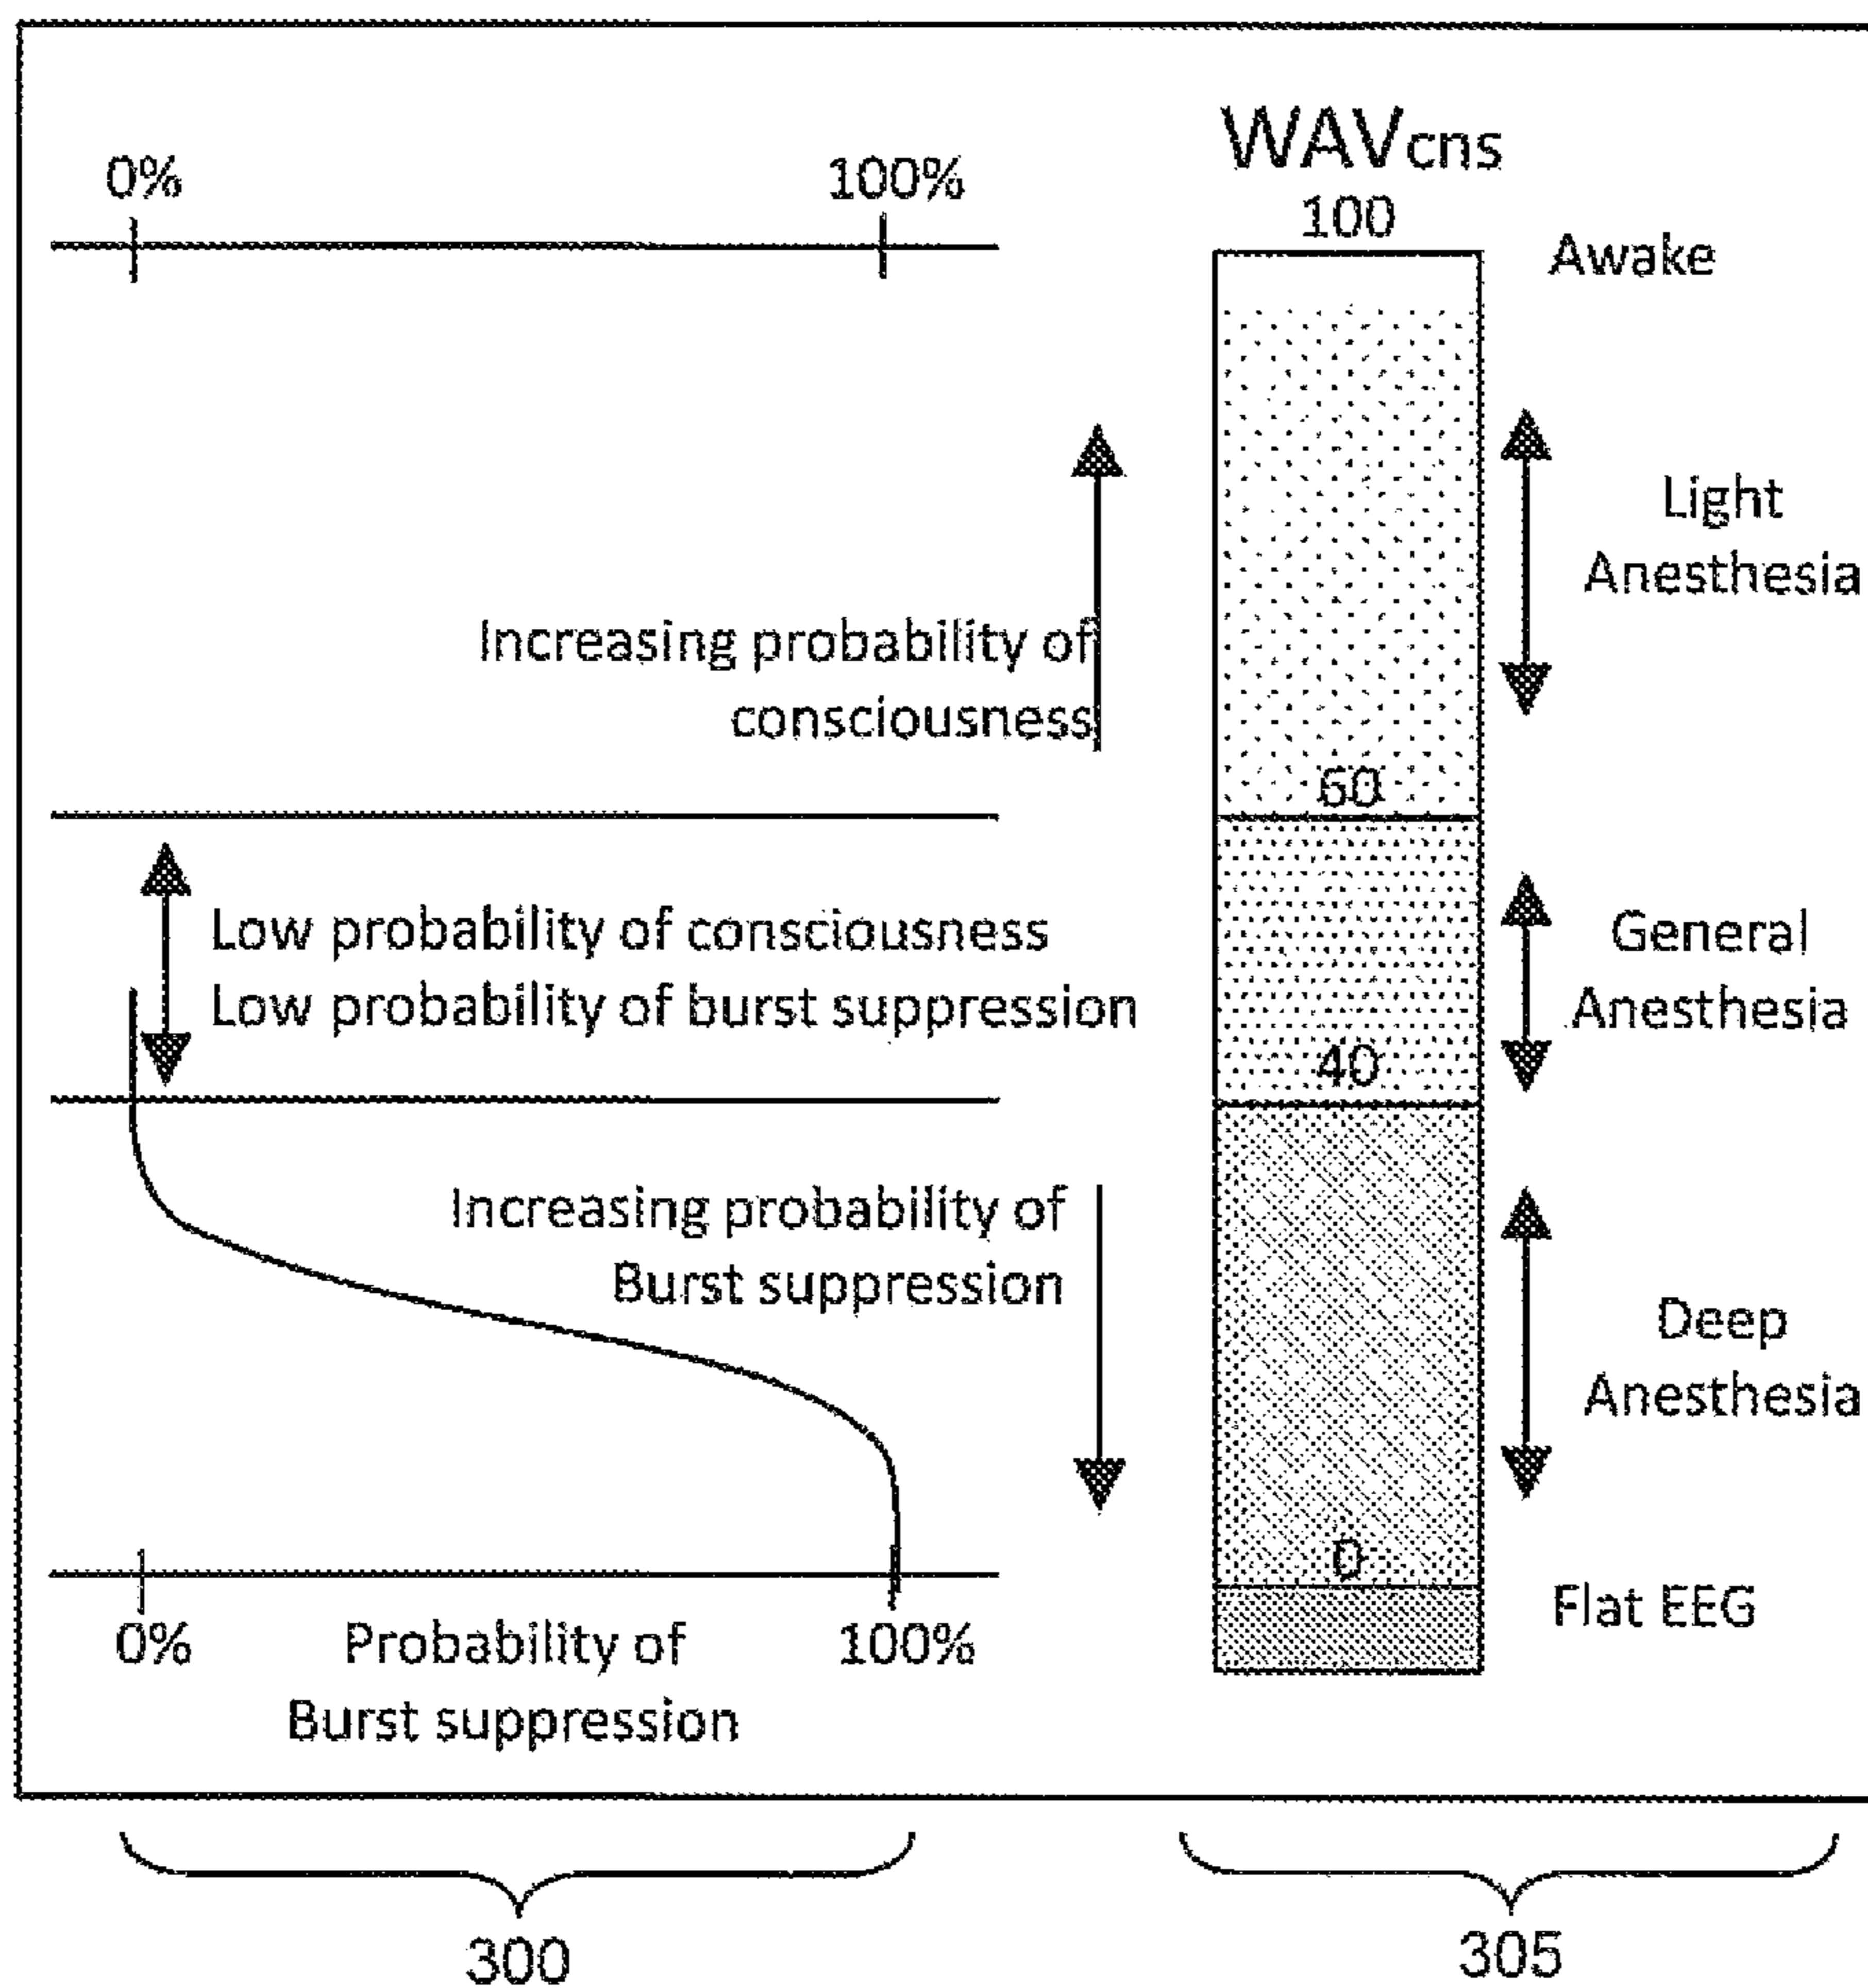 WAVcns
0%
100%
100
Awake
Light
Anesthesia
Increasing probability of
consciousness
60
Low probability of consciousness
Low probability of burst suppression
General
Anesthesia
40
Increasing probability of
Burst suppression
Deep
Anesthesia
0
Flat EEG
0%
Probability of
100%
Burst suppression
300
305